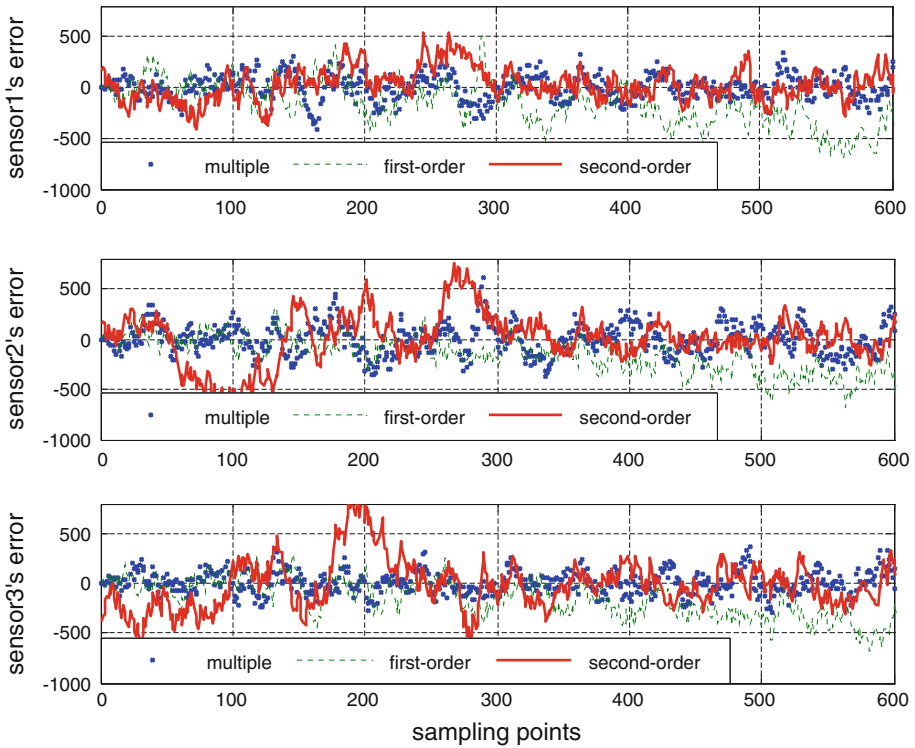 sensor1's error
500
0
-500
-1000
multiple first-order second-order
0 100 200 300 400 500 600
sensor2's error
500
0
-500
-1000
multiple first-order second-order
0 100 200 300 400 500 600
sensor3's error
500
0
-500
-1000
multiple first-order second-order
0 100 200 300 400 500 600
sampling points